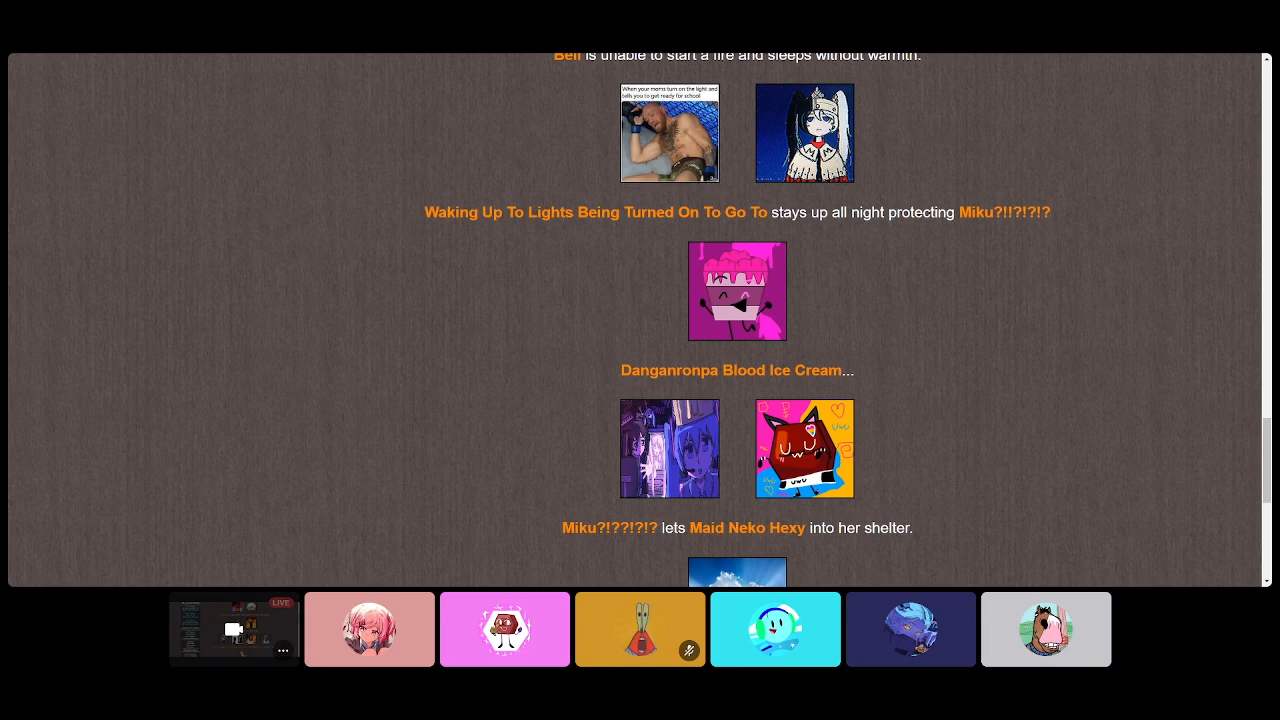 Bell is unable to start a fire and sleeps without warmth.
When your moms turn on the light and
tells you to get ready for school
Waking Up To Lights Being Turned On To Go To stays up all night protecting Miku?!!?!?!?
Danganronpa Blood Ice Cream...
UwU
uwu
Miku?!??!?!? lets Maid Neko Hexy into her shelter.
LIVE